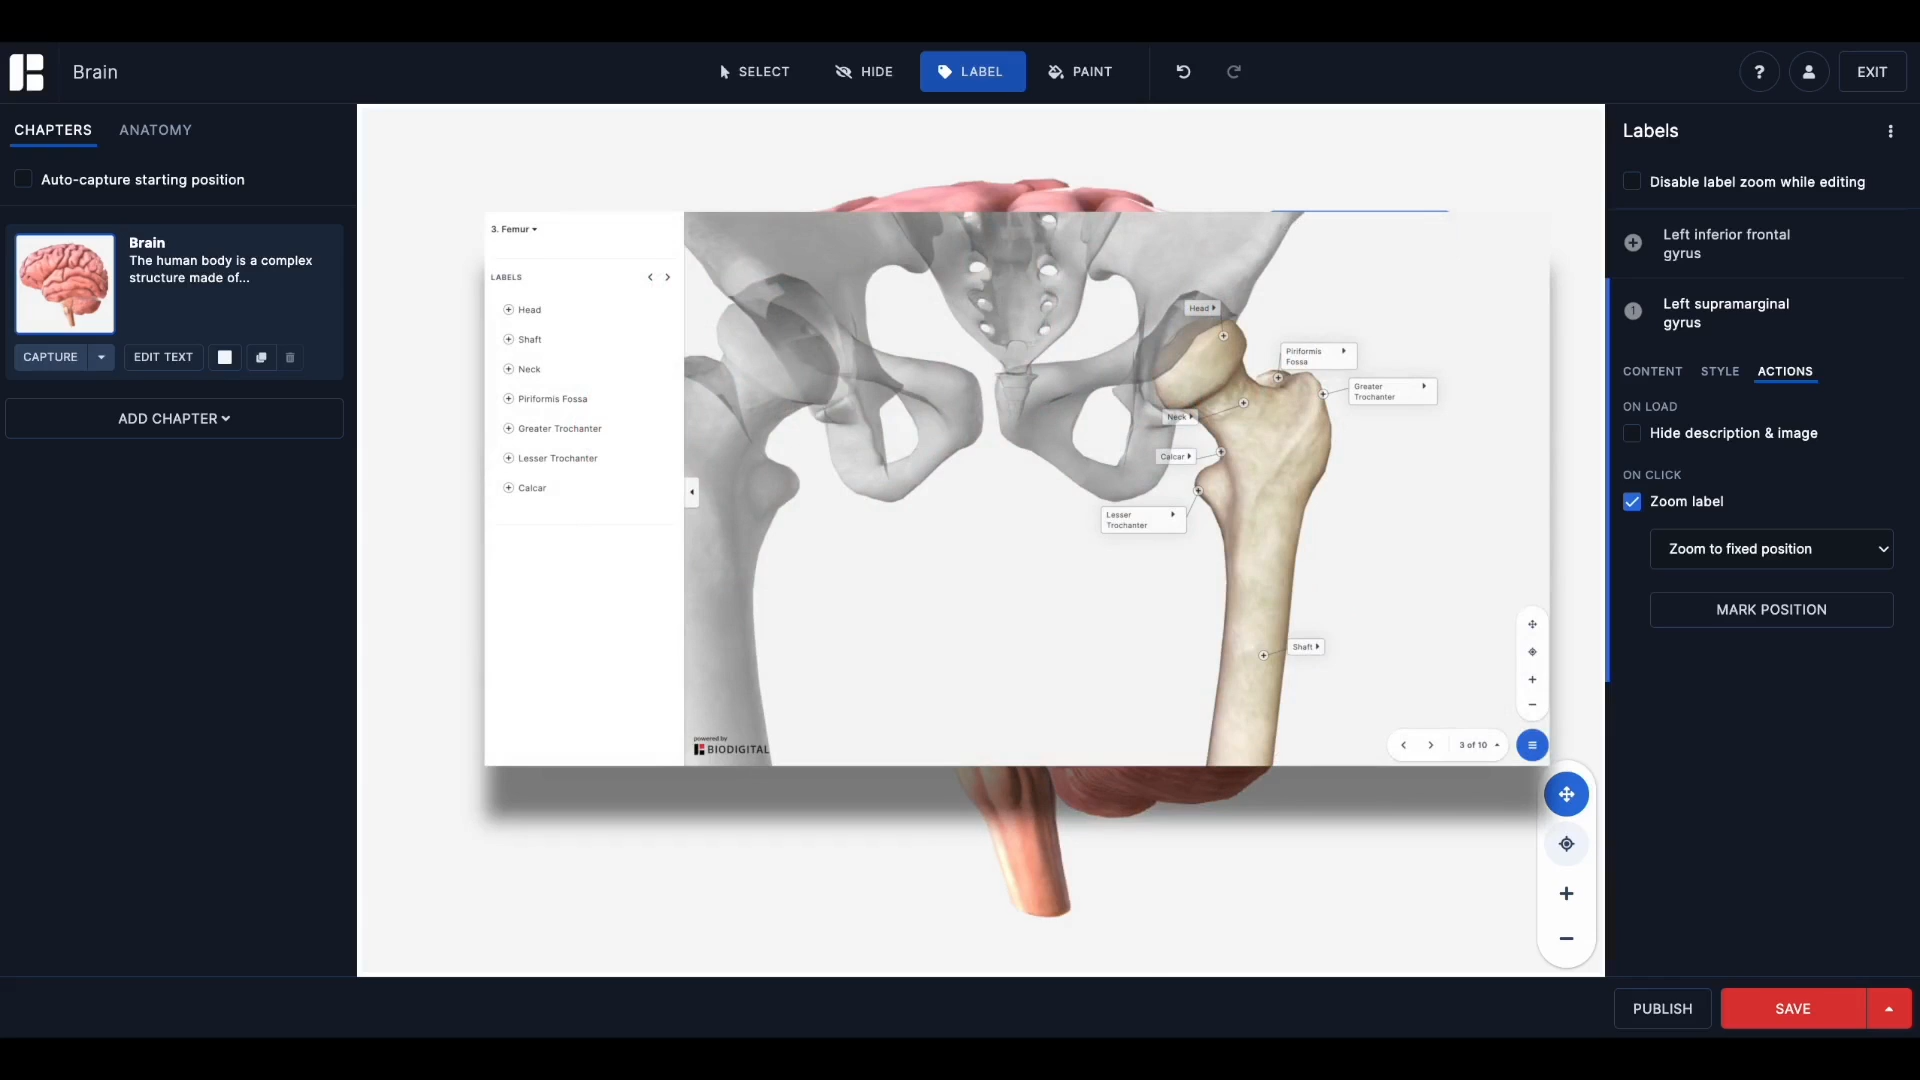 Brain
SELECT
HIDE
LABEL
PAINT
?
EXIT
CHAPTERS
ANATOMY
Auto-capture starting position
Brain
The human body is a complex
structure made of...
CAPTURE
EDIT TEXT
ADD CHAPTER
3. Femur
LABELS
Head
Shaft
Neck
Piriformis Fossa
Greater Trochanter
Lesser Trochanter
Calcar
Head
Piriformis
Fossa
Greater
Trochanter
Neck
Calcar
Lesser
Trochanter
Shaft
powered by
BIODIGITAL
3 of 10
Labels
Disable label zoom while editing
Left inferior frontal
gyrus
1
Left supramarginal
gyrus
CONTENT
STYLE
ACTIONS
ON LOAD
Hide description & image
ON CLICK
Zoom label
Zoom to fixed position
MARK POSITION
PUBLISH
SAVE